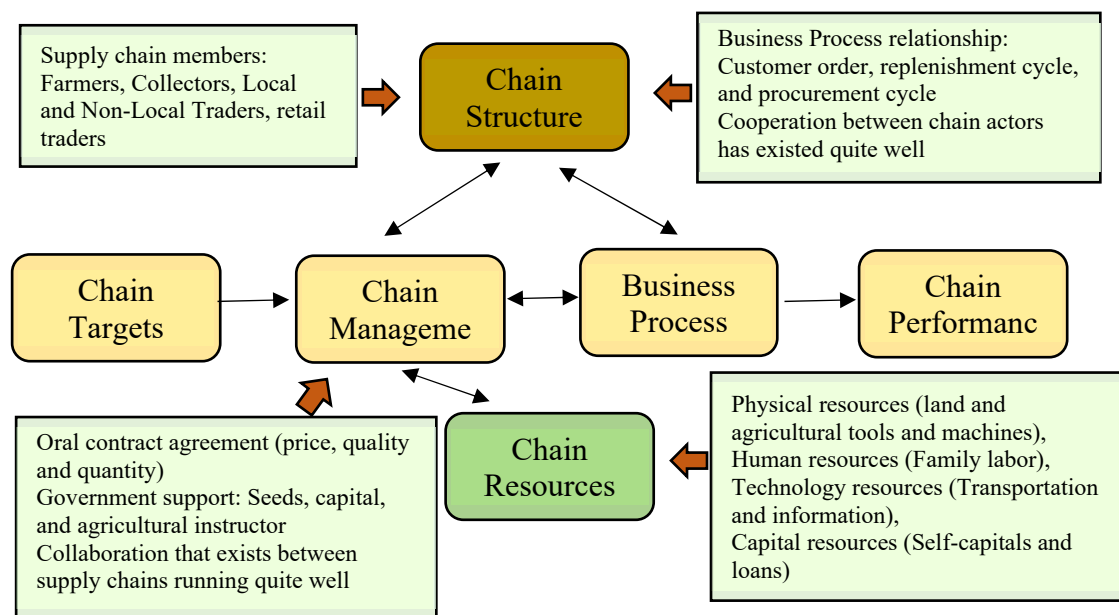 Supply chain members:
Farmers, Collectors, Local
and Non-Local Traders, retail
traders
Chain
Structure
Business Process relationship:
Customer order, replenishment cycle,
and procurement cycle
Cooperation between chain actors
has existed quite well
Chain
Targets
Chain
Manageme
Business
Process
Chain
Performanc
Oral contract agreement (price, quality
and quantity)
Government support: Seeds, capital,
and agricultural instructor
Collaboration that exists between
supply chains running quite well
Chain
Resources
Physical resources (land and
agricultural tools and machines),
Human resources (Family labor),
Technology resources (Transportation
and information),
Capital resources (Self-capitals and
loans)